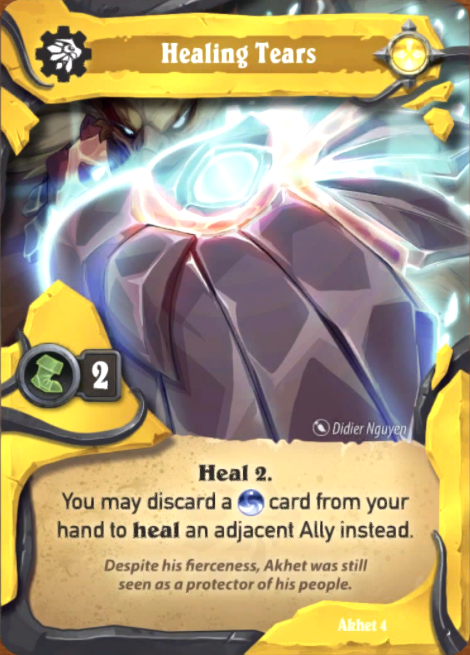 Healing Tears
2
Didier Nguyen
Heal 2.
You may discard a card from your
hand to heal an adjacent Ally instead.
Despite his fierceness, Akhet was still
seen as a protector of his people.
Akhet 4